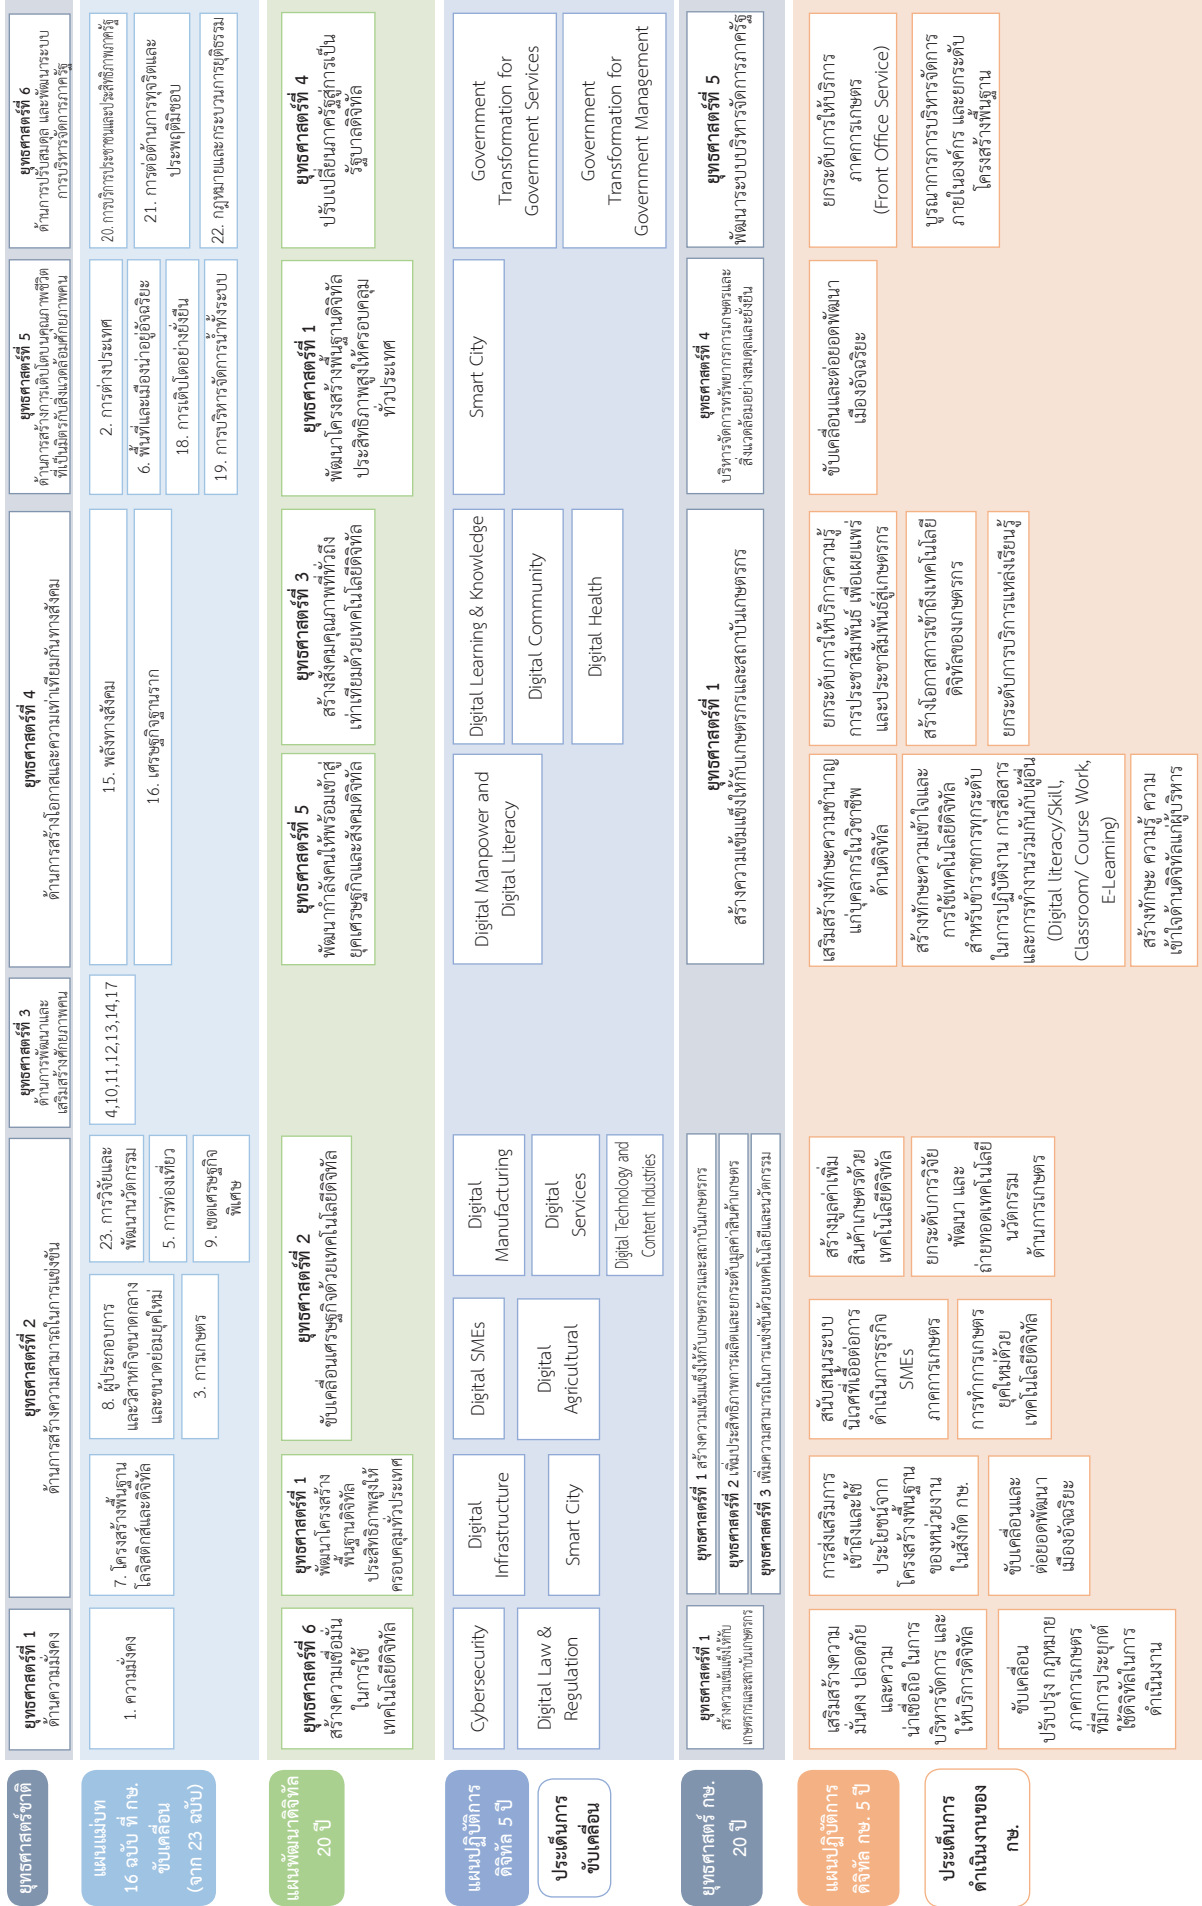 ยุทธศาสตร์ชาติ
ยุทธศาสตร์ที่ 1
ด้านความมั่งคง
ยุทธศาสตร์ที่ 2
ด้านการสร้างความสามารถในการแข่งขัน
ยุทธศาสตร์ที่ 3
ด้านการพัฒนาและ
เสริมสร้างศักยภาพคน
ยุทธศาสตร์ที่ 4
ด้านการสร้างโอกาสและความเท่าเทียมกันทางสังคม
ยุทธศาสตร์ที่ 5
ด้านการสร้างการเติบโตบนคุณภาพชีวิต
ที่เป็นมิตรกับสิ่งแวดล้อมศักยภาพคน
ยุทธศาสตร์ที่ 6
ด้านการปรับสมดุล และพัฒนาระบบ
การบริหารจัดการภาครัฐ
แผนแม่บท
16 ฉบับ ที่ กษ.
ขับเคลื่อน
(จาก 23 ฉบับ)
1. ความมั่งคง
7. โครงสร้างพื้นฐาน
โลจิสติกส์และดิจิทัล
8. ผู้ประกอบการ
และวิสาหกิจขนาดกลาง
และขนาดย่อมยุคใหม่
3. การเกษตร
23. การวิจัยและ
พัฒนานวัตกรรม
5. การท่องเที่ยว
9. เขตเศรษฐกิจ
พิเศษ
4,10,11,12,13,14,17
15. พลังทางสังคม
16. เศรษฐกิจฐานราก
2. การต่างประเทศ
6. พื้นที่และเมืองน่าอยู่อัจฉริยะ
18. การเติบโตอย่างยั่งยืน
19. การบริหารจัดการน้ำทั้งระบบ
20. การบริการประชาชนและประสิทธิภาพภาครัฐ
21. การต่อต้านการทุจริตและ
ประพฤติมิชอบ
22. กฎหมายและกระบวนการยุติธรรม
แผนพัฒนาดิจิทัล
20 ปี
ยุทธศาสตร์ที่ 6
สร้างความเชื่อมั่น
ในการใช้
เทคโนโลยีดิจิทัล
ยุทธศาสตร์ที่ 1
พัฒนาโครงสร้าง
พื้นฐานดิจิทัล
ประสิทธิภาพสูงให้
ครอบคลุมทั่วประเทศ
ยุทธศาสตร์ที่ 2
ขับเคลื่อนเศรษฐกิจด้วยเทคโนโลยีดิจิทัล
ยุทธศาสตร์ที่ 5
พัฒนากำลังคนให้พร้อมเข้าสู่
ยุคเศรษฐกิจและสังคมดิจิทัล
ยุทธศาสตร์ที่ 3
สร้างสังคมคุณภาพที่ทั่วถึง
เท่าเทียมด้วยเทคโนโลยีดิจิทัล
ยุทธศาสตร์ที่ 1
พัฒนาโครงสร้างพื้นฐานดิจิทัล
ประสิทธิภาพสูงให้ครอบคลุม
ทั่วประเทศ
ยุทธศาสตร์ที่ 4
ปรับเปลี่ยนภาครัฐสู่การเป็น
รัฐบาลดิจิทัล
แผนปฏิบัติการ
ดิจิทัล 5 ปี
ประเด็นการ
ขับเคลื่อน
Cybersecurity
Digital Law &
Regulation
Digital
Infrastructure
Smart City
Digital SMEs
Digital
Agricultural
Digital
Manufacturing
Digital
Services
Digital Technology and
Content Industries
Digital Manpower and
Digital Literacy
Digital Learning & Knowledge
Digital Community
Digital Health
Smart City
Government
Transformation for
Government Services
Government
Transformation for
Government Management
ยุทธศาสตร์ กษ.
20 ปี
ยุทธศาสตร์ที่ 1
สร้างความเข้มแข็งให้กับ
เกษตรกรและสถาบันเกษตรกร
ยุทธศาสตร์ที่ 1 สร้างความเข้มแข็งให้กับเกษตรกรและสถาบันเกษตรกร
ยุทธศาสตร์ที่ 2 เพิ่มประสิทธิภาพการผลิตและยกระดับมูลค่าสินค้าเกษตร
ยุทธศาสตร์ที่ 3 เพิ่มความสามารถในการแข่งขันด้วยเทคโนโลยีและนวัตกรรม
ยุทธศาสตร์ที่ 1
สร้างความเข้มแข็งให้กับเกษตรกรและสถาบันเกษตรกร
ยุทธศาสตร์ที่ 4
บริหารจัดการทรัพยากรการเกษตรและ
สิ่งแวดล้อมอย่างสมดุลและยั่งยืน
ยุทธศาสตร์ที่ 5
พัฒนาระบบบริหารจัดการภาครัฐ
แผนปฏิบัติการ
ดิจิทัล กษ. 5 ปี
ประเด็นการ
ดำเนินงานของ
กษ.
เสริมสร้างความ
มั่นคง ปลอดภัย
และความ
น่าเชื่อถือ ในการ
บริหารจัดการ และ
ให้บริการดิจิทัล
ขับเคลื่อน
ปรับปรุง กฎหมาย
ภาคการเกษตร
ที่มีการประยุกต์
ใช้ดิจิทัลในการ
ดำเนินงาน
การส่งเสริมการ
เข้าถึงและใช้
ประโยชน์จาก
โครงสร้างพื้นฐาน
ของหน่วยงาน
ในสังกัด กษ.
ขับเคลื่อนและ
ต่อยอดพัฒนา
เมืองอัจฉริยะ
สนับสนุนระบบ
นิเวศที่เอื้อต่อการ
ดำเนินการธุรกิจ
SMEs
ภาคการเกษตร
การทำการเกษตร
ยุคใหม่ด้วย
เทคโนโลยีดิจิทัล
สร้างมูลค่าเพิ่ม
สินค้าเกษตรด้วย
เทคโนโลยีดิจิทัล
ยกระดับการวิจัย
พัฒนา และ
ถ่ายทอดเทคโนโลยี
นวัตกรรม
ด้านการเกษตร
เสริมสร้างทักษะความชำนาญ
แก่บุคลากรในวิชาชีพ
ด้านดิจิทัล
สร้างทักษะความเข้าใจและ
การใช้เทคโนโลยีดิจิทัล
สำหรับข้าราชการทุกระดับ
ในการปฏิบัติงาน การสื่อสาร
และการทำงานร่วมกันกับผู้อื่น
(Digital literacy/Skill,
Classroom/ Course Work,
E-Learning)
สร้างทักษะ ความรู้ ความ
เข้าใจด้านดิจิทัลแก่ผู้บริหาร
ยกระดับการให้บริการความรู้
การประชาสัมพันธ์ เพื่อเผยแพร่
และประชาสัมพันธ์สู่เกษตรกร
สร้างโอกาสการเข้าถึงเทคโนโลยี
ดิจิทัลของเกษตรกร
ยกระดับการบริการแหล่งเรียนรู้
ขับเคลื่อนและต่อยอดพัฒนา
เมืองอัจฉริยะ
ยกระดับการให้บริการ
ภาคการเกษตร
(Front Office Service)
บูรณาการการบริหารจัดการ
ภายในองค์กร และยกระดับ
โครงสร้างพื้นฐาน